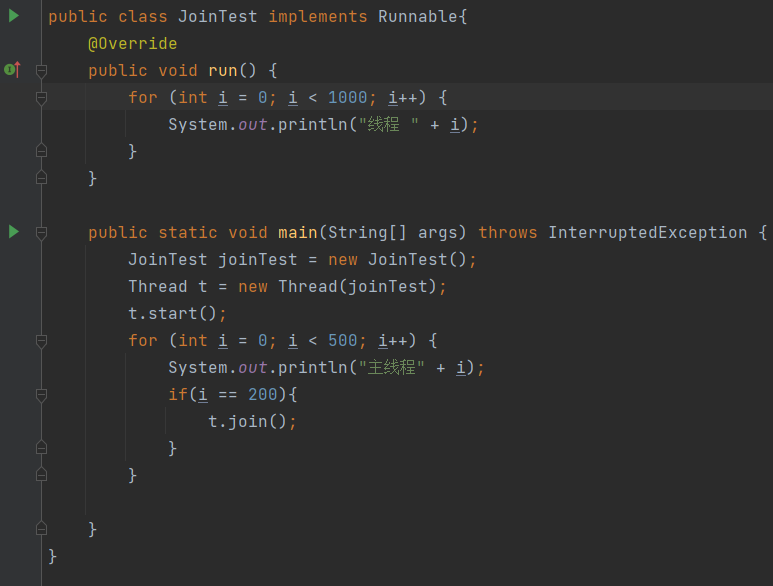 public class JoinTest implements Runnable{
    @Override
    public void run() {
        for (int i = 0; i < 1000; i++) {
            System.out.println("线程 " + i);
        }
    }

    public static void main(String[] args) throws InterruptedException {
        JoinTest joinTest = new JoinTest();
        Thread t = new Thread(joinTest);
        t.start();
        for (int i = 0; i < 500; i++) {
            System.out.println("主线程" + i);
            if(i == 200){
                t.join();
            }
        }

    }
}